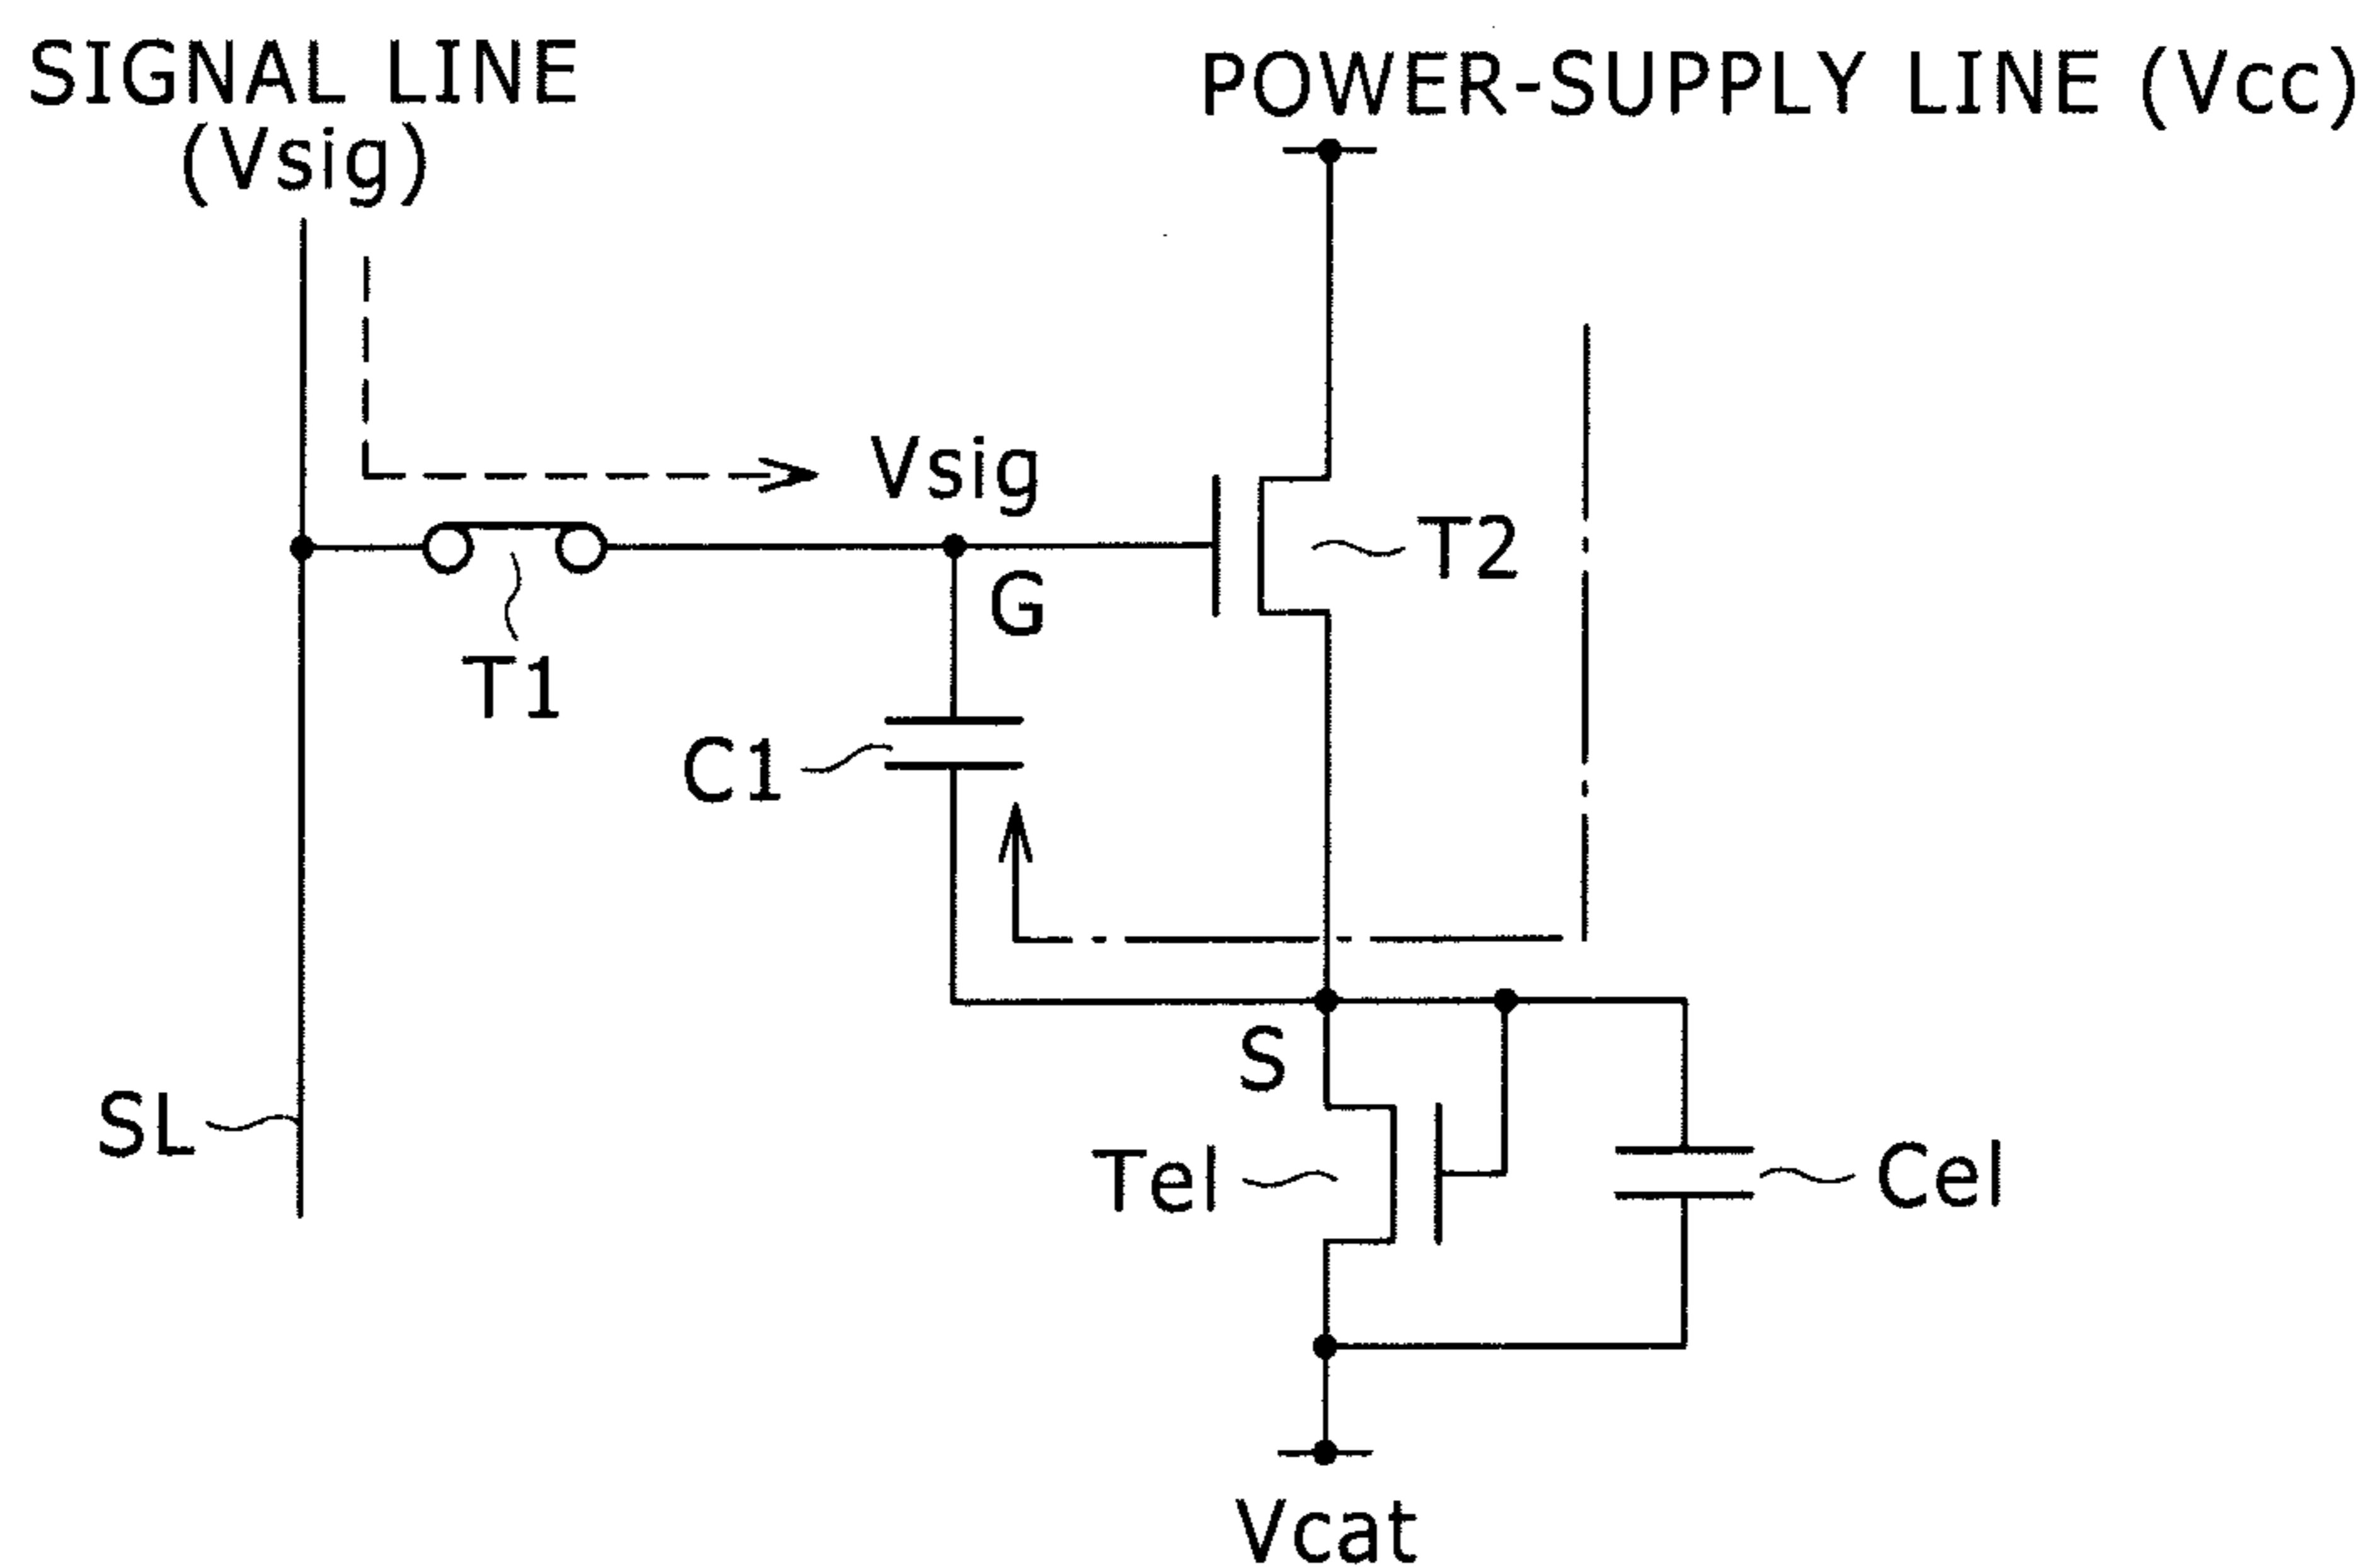 SIGNAL LINE
(Vsig)
POWER-SUPPLY LINE (Vcc)
Vsig
T2
G
T1
C1
S
SL
Tel
Cel
Vcat